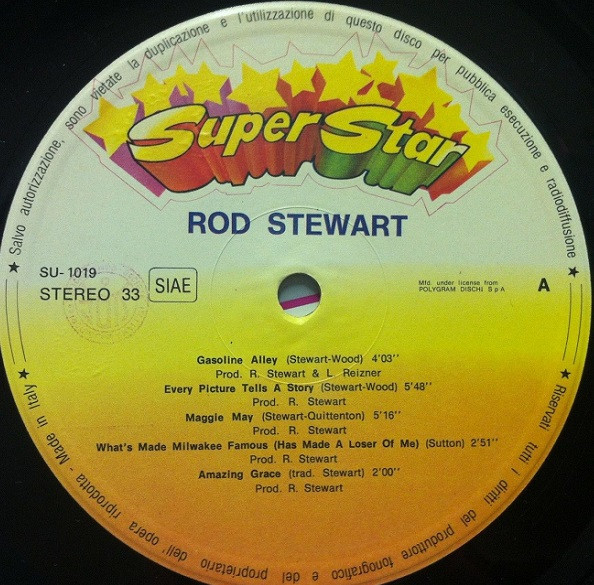 ★ Salvo autorizzazione, sono vietate la duplicazione e l'utilizzazione di questo disco per pubblica esecuzione e radiodiffusione ★
Super Star
ROD STEWART
SU-1019
STEREO 33
SIAE
Mfd. under license from
POLYGRAM DISCHI S p A
A
Gasoline Alley (Stewart-Wood) 4'03''
Prod. R. Stewart & L Reizner
Every Picture Tells A Story (Stewart-Wood) 5'48''
Prod. R. Stewart
Maggie May (Stewart-Quittenton) 5'16''
Prod. R. Stewart
What's Made Milwakee Famous (Has Made A Loser Of Me) (Sutton) 2'51''
Prod. R. Stewart
Amazing Grace (trad. Stewart) 2'00''
Prod. R. Stewart
★ Riservati tutti i diritti del produttore fonografico e del proprietario dell'opera riprodotta - Made in Italy ★